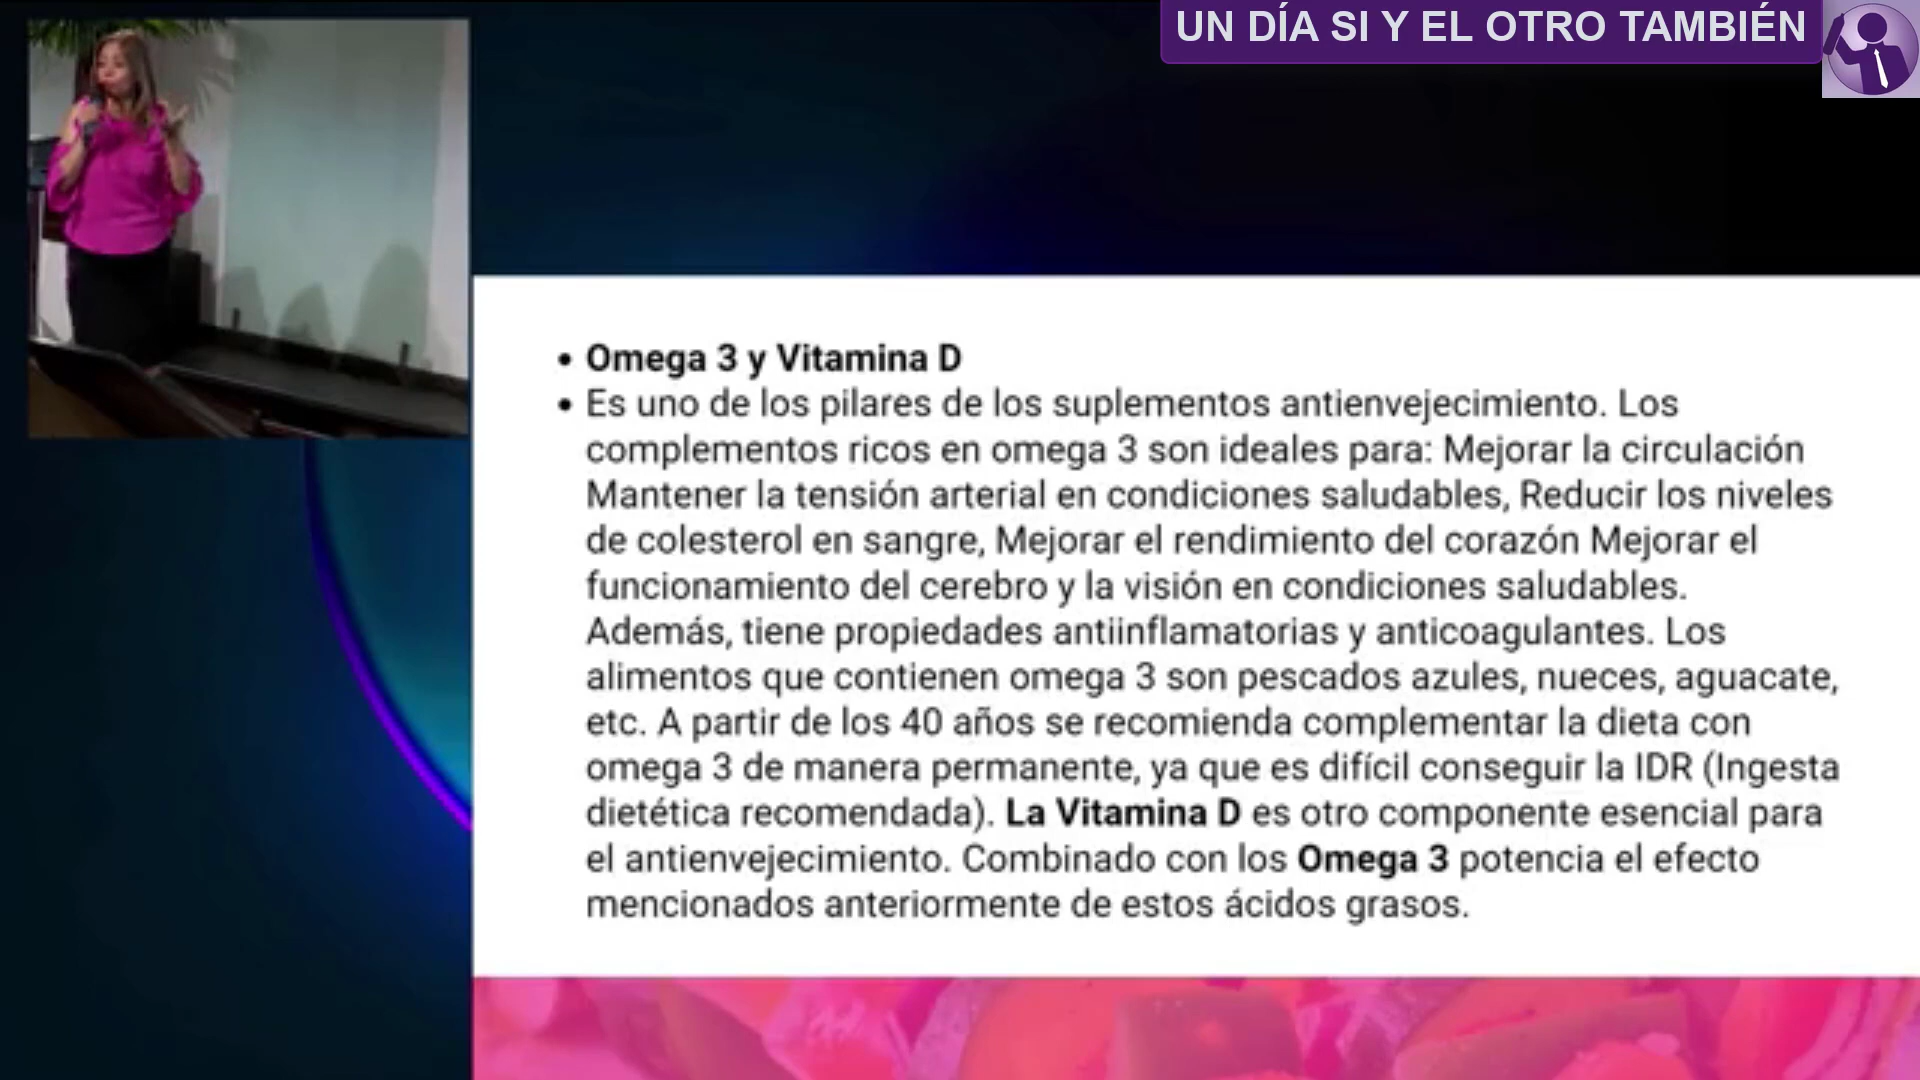 UN DÍA SI Y EL OTRO TAMBIÉN
• Omega 3 y Vitamina D
• Es uno de los pilares de los suplementos antienvejecimiento. Los
complementos ricos en omega 3 son ideales para: Mejorar la circulación
Mantener la tensión arterial en condiciones saludables, Reducir los niveles
de colesterol en sangre, Mejorar el rendimiento del corazón Mejorar el
funcionamiento del cerebro y la visión en condiciones saludables.
Además, tiene propiedades antiinflamatorias y anticoagulantes. Los
alimentos que contienen omega 3 son pescados azules, nueces, aguacate,
etc. A partir de los 40 años se recomienda complementar la dieta con
omega 3 de manera permanente, ya que es difícil conseguir la IDR (Ingesta
dietética recomendada). La Vitamina D es otro componente esencial para
el antienvejecimiento. Combinado con los Omega 3 potencia el efecto
mencionados anteriormente de estos ácidos grasos.